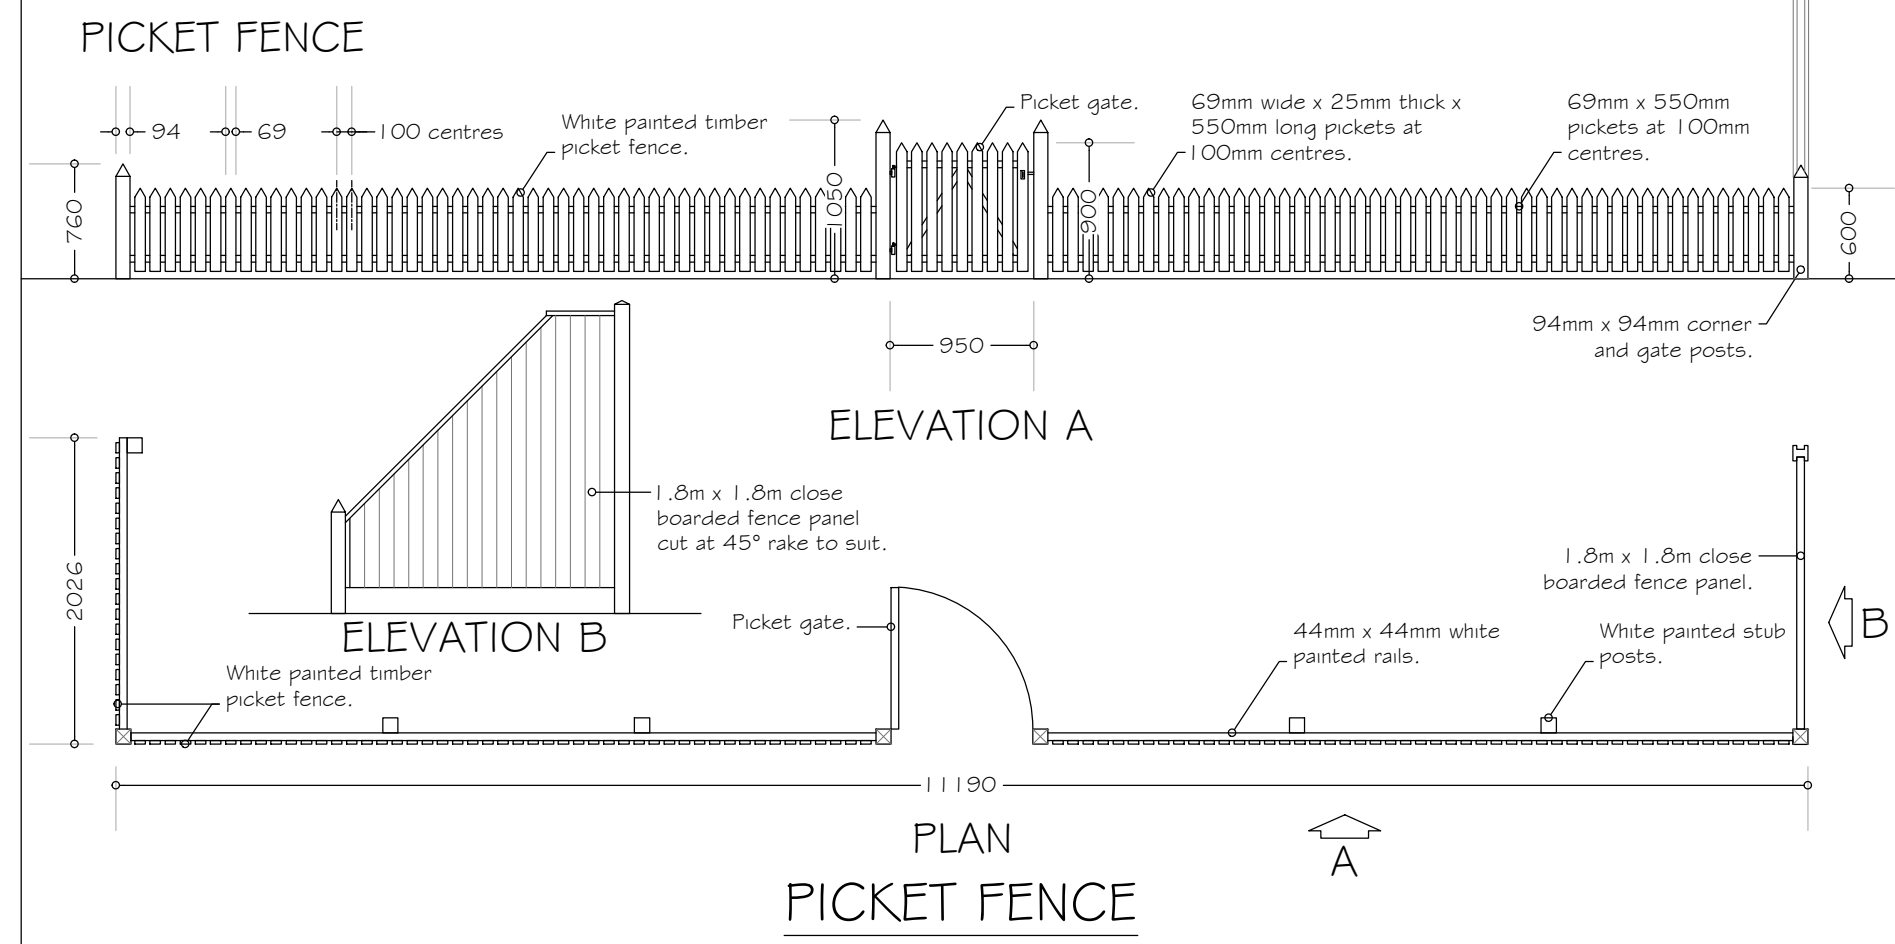 PICKET FENCE
94
69
100 centres
White painted timber
picket fence.
Picket gate.
69mm wide x 25mm thick x
550mm long pickets at
100mm centres.
69mm x 550mm
pickets at 100mm
centres.
760
1050
900
600
94mm x 94mm corner
and gate posts.
950
ELEVATION A
1.8m x 1.8m close
boarded fence panel
cut at 45° rake to suit.
2026
ELEVATION B
White painted timber
picket fence.
Picket gate.
1.8m x 1.8m close
boarded fence panel.
B
44mm x 44mm white
painted rails.
White painted stub
posts.
11190
PLAN
A
PICKET FENCE